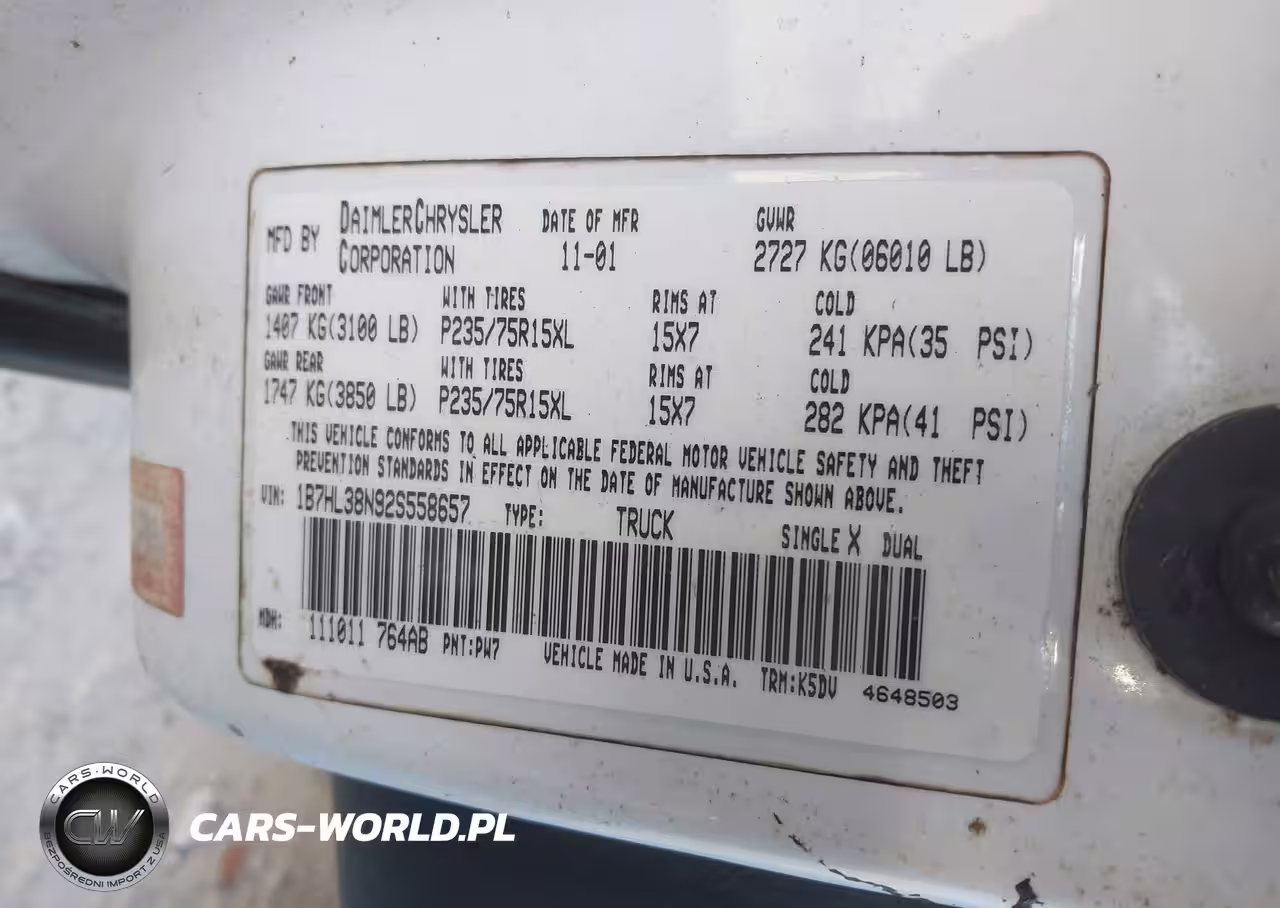 MFD BY DAIMLERCHRYSLER CORPORATION DATE OF MFR 11-01 GVWR 2727 KG(06010 LB)
GAWR FRONT WITH TIRES RIMS AT COLD
1407 KG(3100 LB) P235/75R15XL 15X7 241 KPA(35 PSI)
GAWR REAR WITH TIRES RIMS AT COLD
1747 KG(3850 LB) P235/75R15XL 15X7 282 KPA(41 PSI)
THIS VEHICLE CONFORMS TO ALL APPLICABLE FEDERAL MOTOR VEHICLE SAFETY AND THEFT
PREVENTION STANDARDS IN EFFECT ON THE DATE OF MANUFACTURE SHOWN ABOVE.
VIN: 1B7HL38N92S558657 TYPE: TRUCK SINGLE X DUAL
MDH: 111011 764AB PNT:PW7 VEHICLE MADE IN U.S.A. TRM:K5DV 4648503
CARS-WORLD
CW
BEZPOŚREDNI IMPORT Z USA
CARS-WORLD.PL